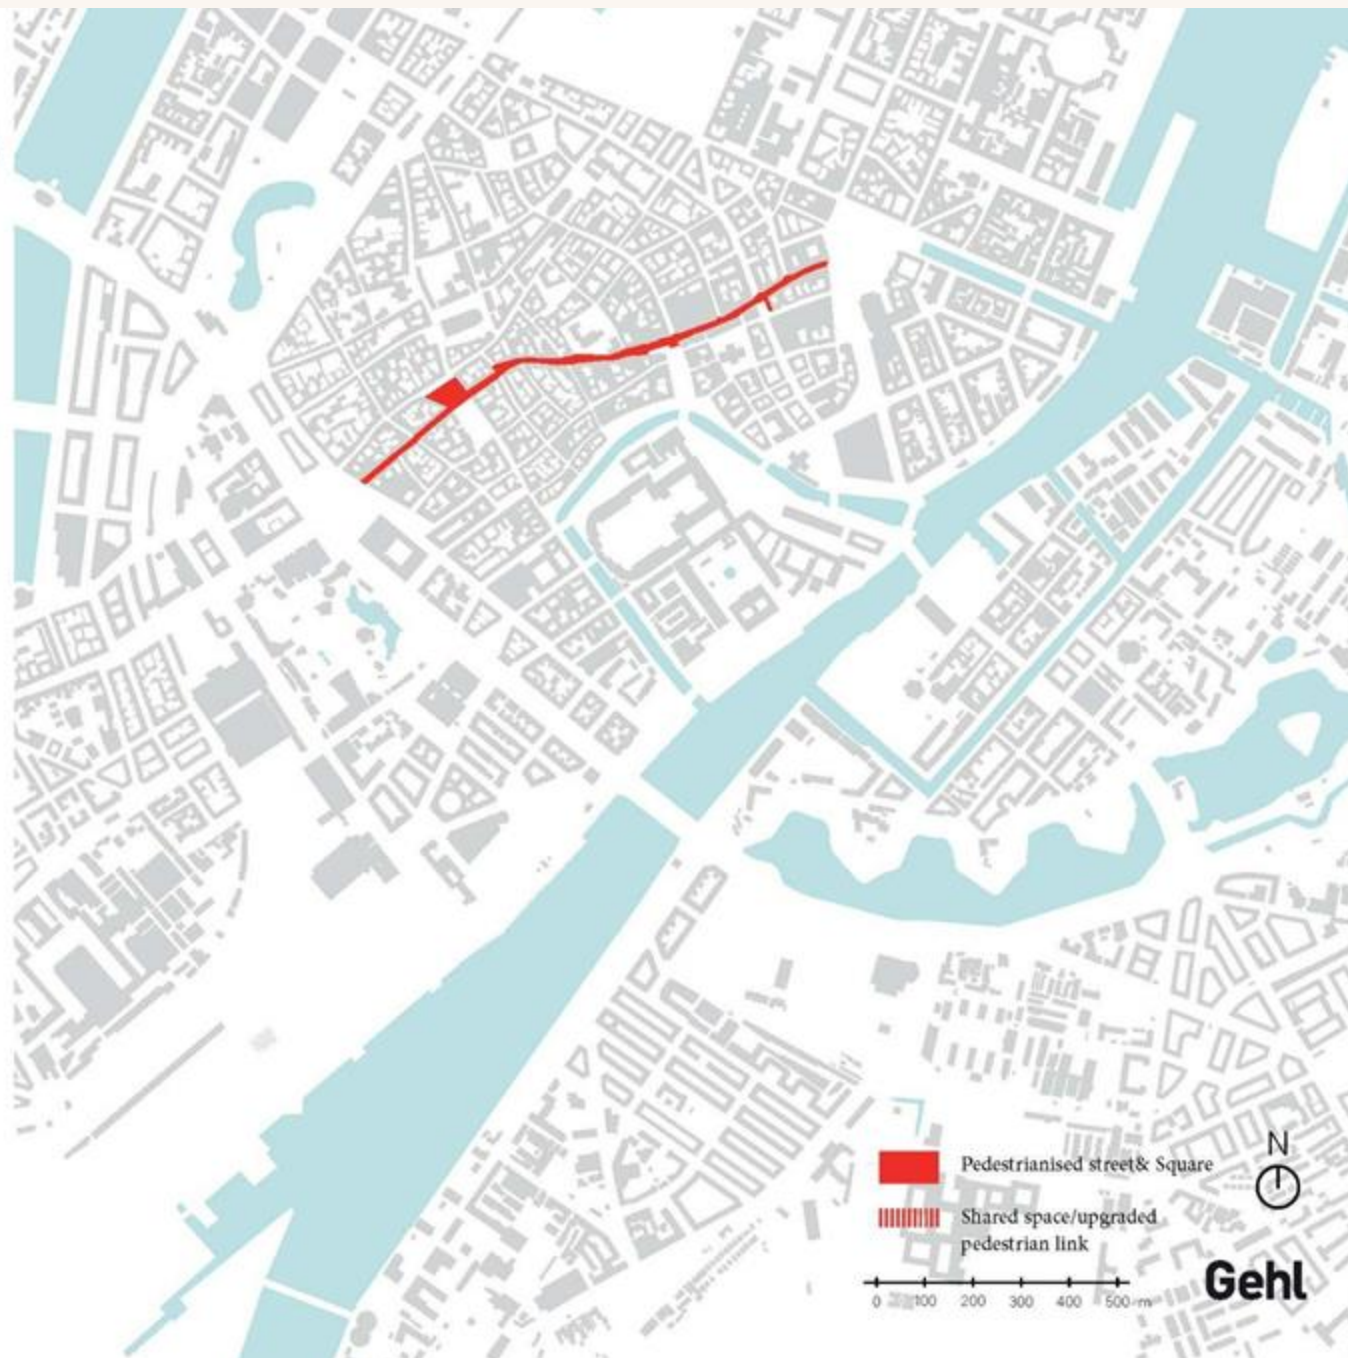 Pedestrianised street& Square
Shared space/upgraded
pedestrian link
N
Gehl
0 100 200 300 400 500 m